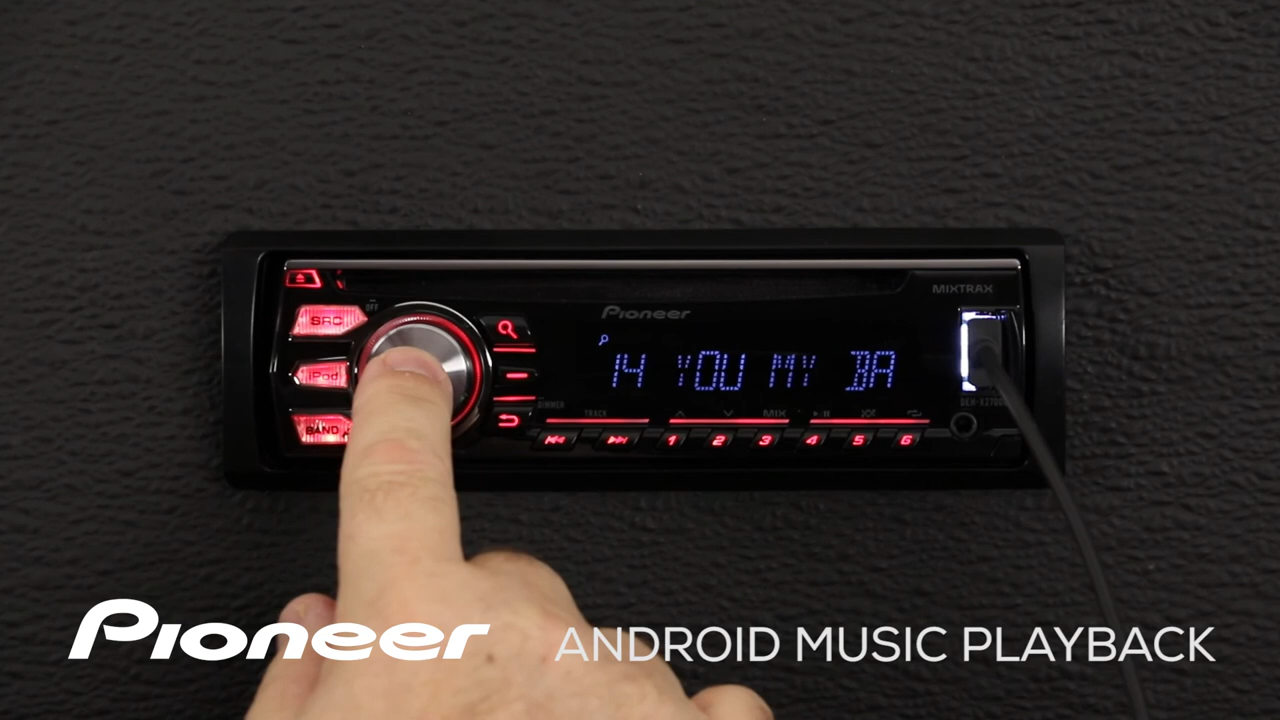 MIXTRAX
OFF
SRC
Pioneer
iPod
14 YOU MY BA
DIMMER
TRACK
MIX
BAND
1 2 3 4 5 6
Pioneer ANDROID MUSIC PLAYBACK